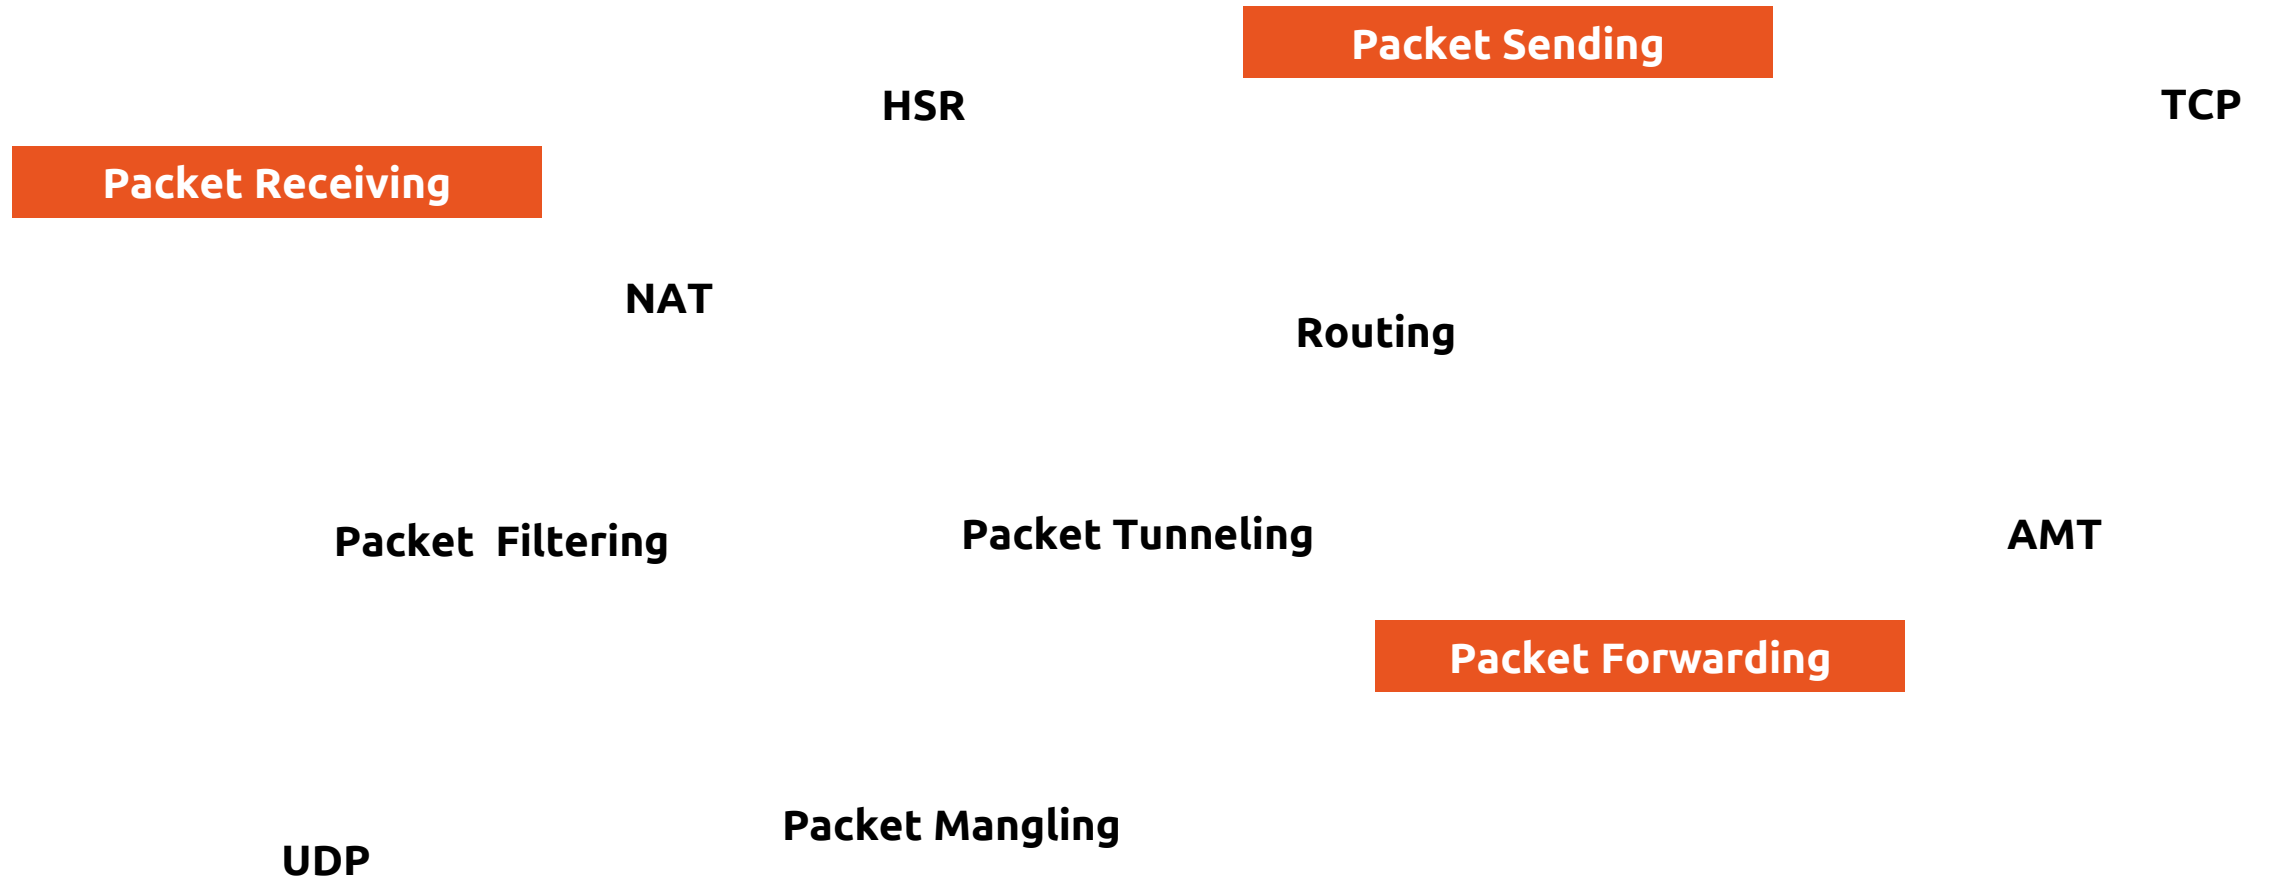 Packet Sending
HSR
TCP
Packet Receiving
NAT
Routing
Packet  Filtering
Packet Tunneling
AMT
Packet Forwarding
Packet Mangling
UDP